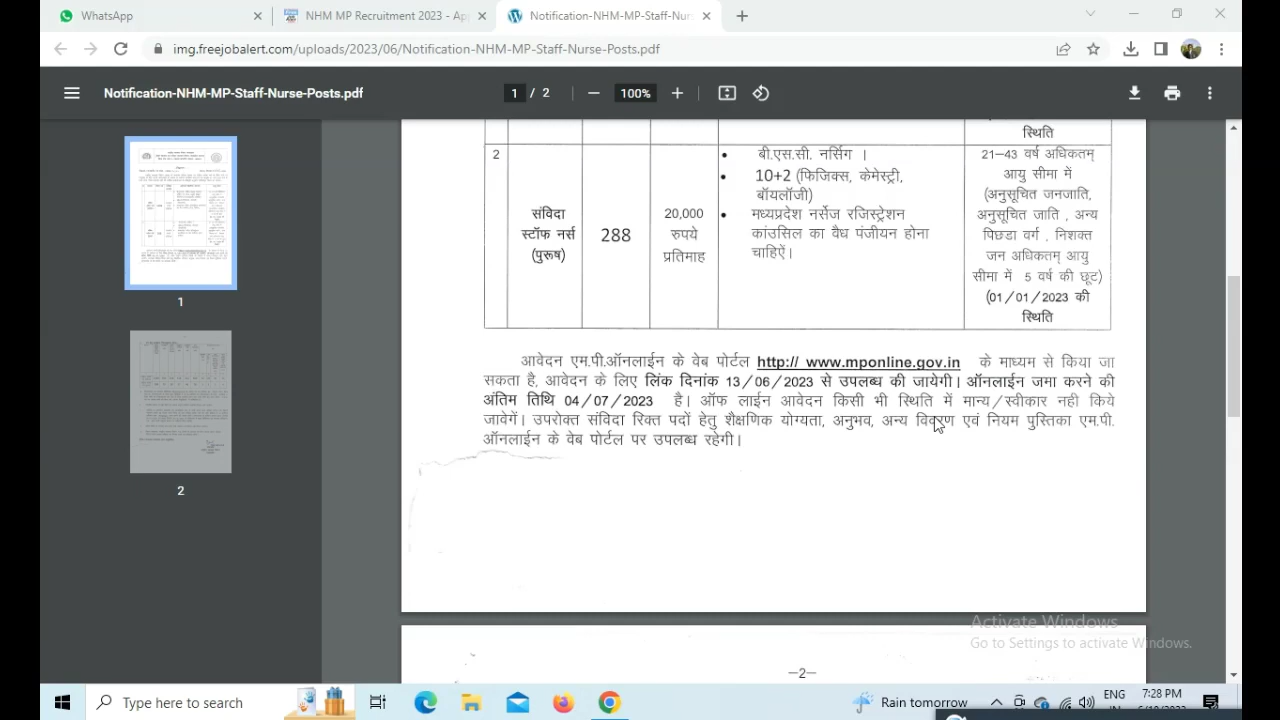 WhatsApp
NHM MP Recruitment 2023 - Ap
Notification-NHM-MP-Staff-Nur
img.freejobalert.com/uploads/2023/06/Notification-NHM-MP-Staff-Nurse-Posts.pdf
Notification-NHM-MP-Staff-Nurse-Posts.pdf
1 / 2
100%
स्थिति
2
संविदा
स्टॉफ नर्स
(पुरूष)
288
20,000
रुपये
प्रतिमाह
बी.एस.सी. नर्सिग ।
10+2 (फिजिक्स, केमेस्ट्री,
बॉयलॉजी)
मध्यप्रदेश नर्सेज रजिस्ट्रेशन
कांउसिल का वैध पंजीयन होना
चाहिऐं।
21-43 वर्ष अधिकतम्
आयु सीमा में
(अनुसूचित जनजाति,
अनुसूचित जाति , अन्य
पिछडा वर्ग , निशक्त
जन अधिकतम् आयु
सीमा में 5 वर्ष की छूट)
(01/01/2023 की
स्थिति
आवेदन एम.पी.ऑनलाईन के वेब पोर्टल http:// www.mponline.gov.in के माध्यम से किया जा
सकता है, आवेदन के लिए लिंक दिनांक 13/06/2023 से उपलब्ध की जायेगी। ऑनलाईन जमा करने की
अंतिम तिथि 04/07/2023 है। ऑफ लाईन आवेदन किसी भी स्थिति में मान्य/स्वीकार नही किये
जावेगें। उपरोक्त संविदा रिक्त पदों हेतु शैक्षणिक योग्यता, अनुभव अन्य विवरण एवं नियम पुस्तिका एम.पी.
ऑनलाईन के वेब पोर्टल पर उपलब्ध रहेगी।
1
2
-2-
Activate Windows
Go to Settings to activate Windows.
Type here to search
Rain tomorrow
ENG
7:28 PM